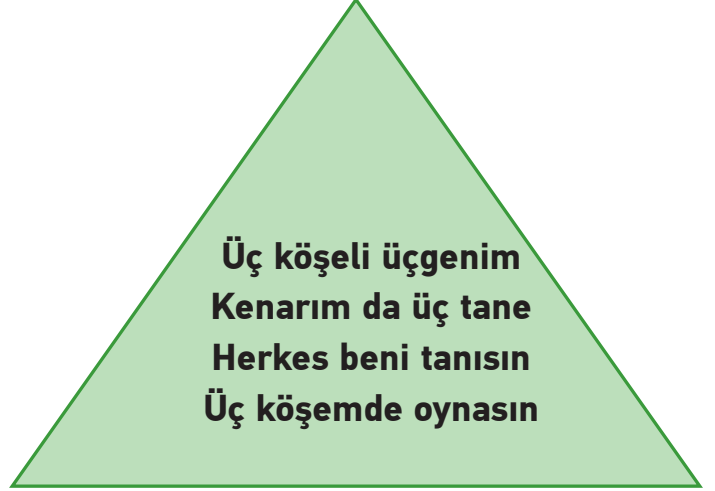 Üç köşeli üçgenim
Kenarım da üç tane
Herkes beni tanısın
Üç köşemde oynasın